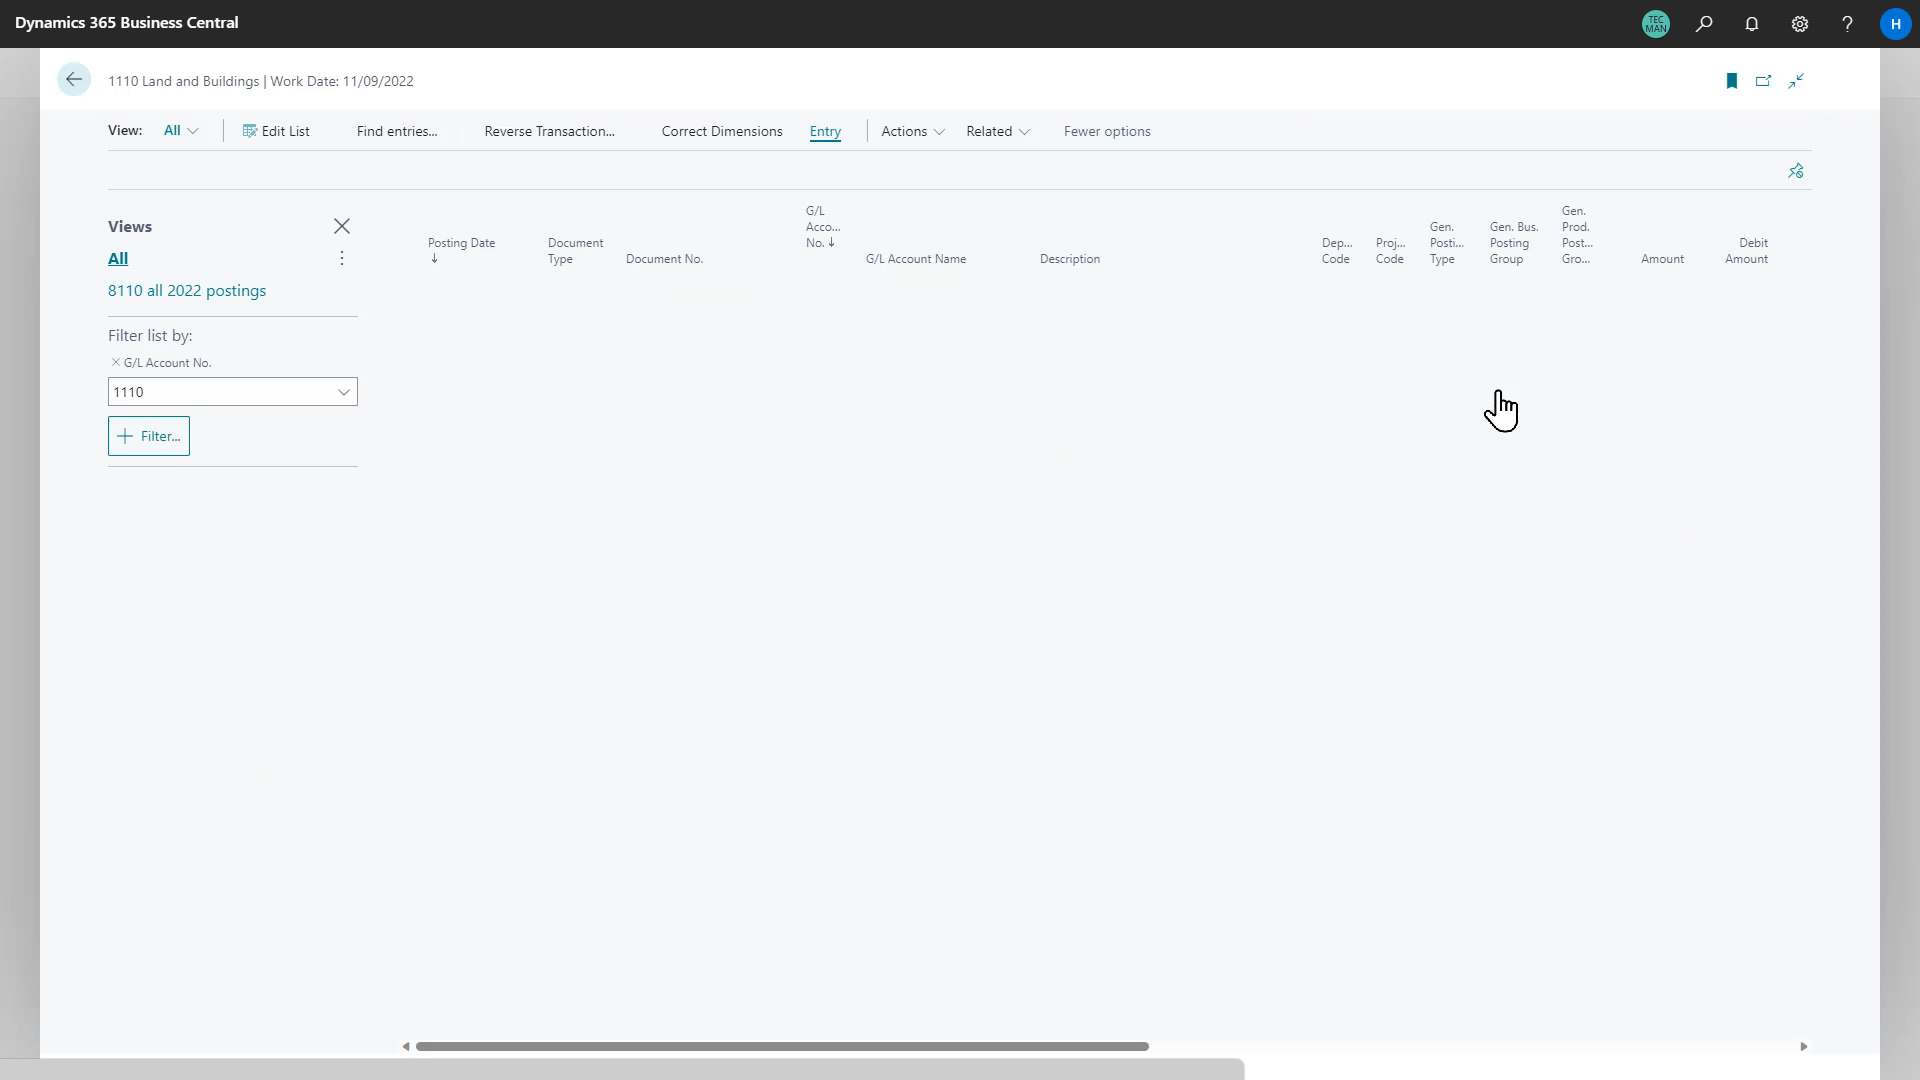 Dynamics 365 Business Central
TEC
MAN
?
H
1110 Land and Buildings | Work Date: 11/09/2022
View: All
Edit List
Find entries...
Reverse Transaction...
Correct Dimensions
Entry
Actions
Related
Fewer options
Views
All
8110 all 2022 postings
Filter list by:
G/L Account No.
1110
Filter...
Posting Date
Document
Type
Document No.
G/L
Acco...
No.
G/L Account Name
Description
Dep...
Code
Proj...
Code
Gen.
Posti...
Type
Gen. Bus.
Posting
Group
Gen.
Prod.
Post...
Gro...
Amount
Debit
Amount